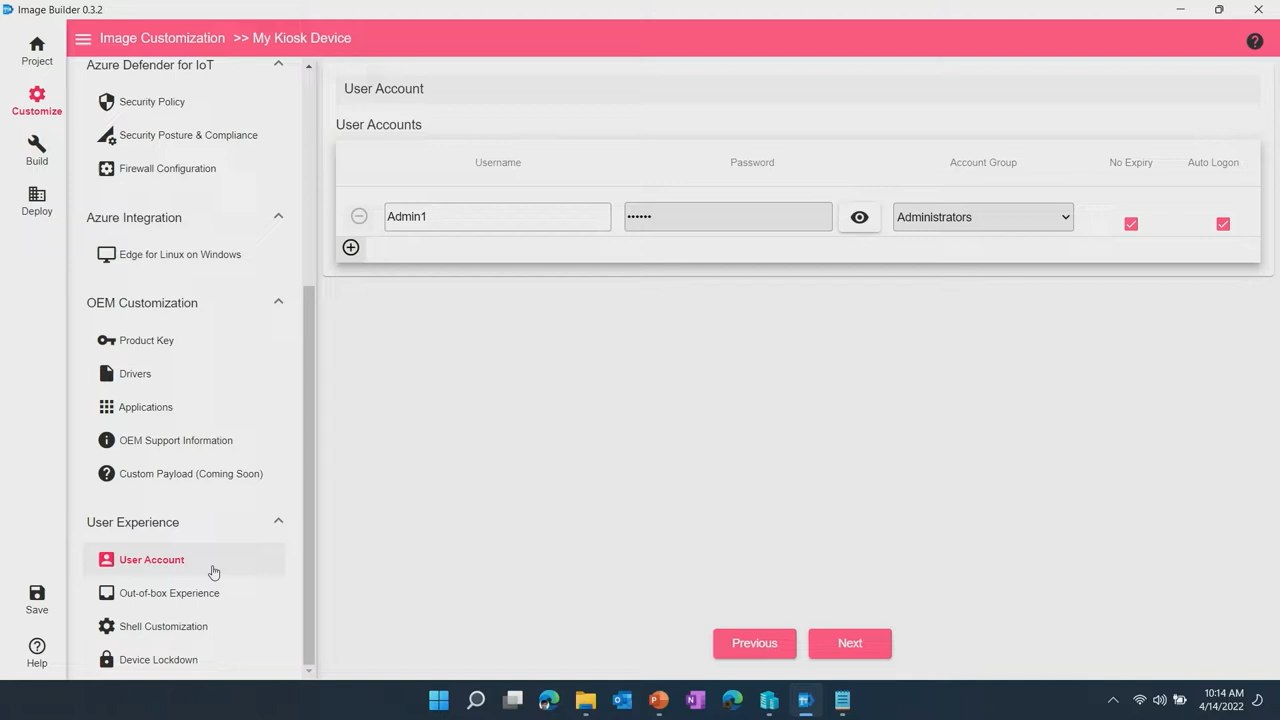 Image Builder 0.3.2
Image Customization >> My Kiosk Device
Project
Customize
Build
Deploy
Save
Help
Azure Defender for IoT
Security Policy
Security Posture & Compliance
Firewall Configuration
Azure Integration
Edge for Linux on Windows
OEM Customization
Product Key
Drivers
Applications
OEM Support Information
Custom Payload (Coming Soon)
User Experience
User Account
Out-of-box Experience
Shell Customization
Device Lockdown
User Account
User Accounts
Username Password Account Group No Expiry Auto Logon
Admin1 •••••• Administrators
Previous Next
10:14 AM
4/14/2022